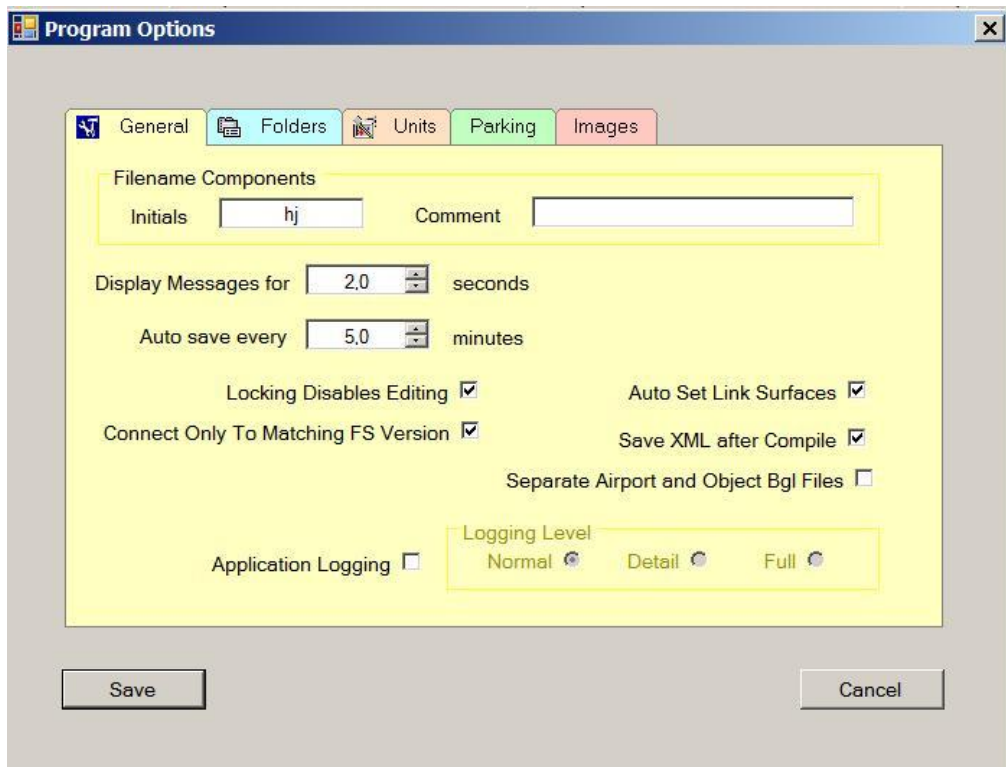 Program Options
General Folders Units Parking Images
Filename Components
Initials hj Comment
Display Messages for 2,0 seconds
Auto save every 5,0 minutes
Locking Disables Editing Auto Set Link Surfaces
Connect Only To Matching FS Version Save XML after Compile
Separate Airport and Object Bgl Files
Logging Level
Application Logging Normal Detail Full
Save Cancel